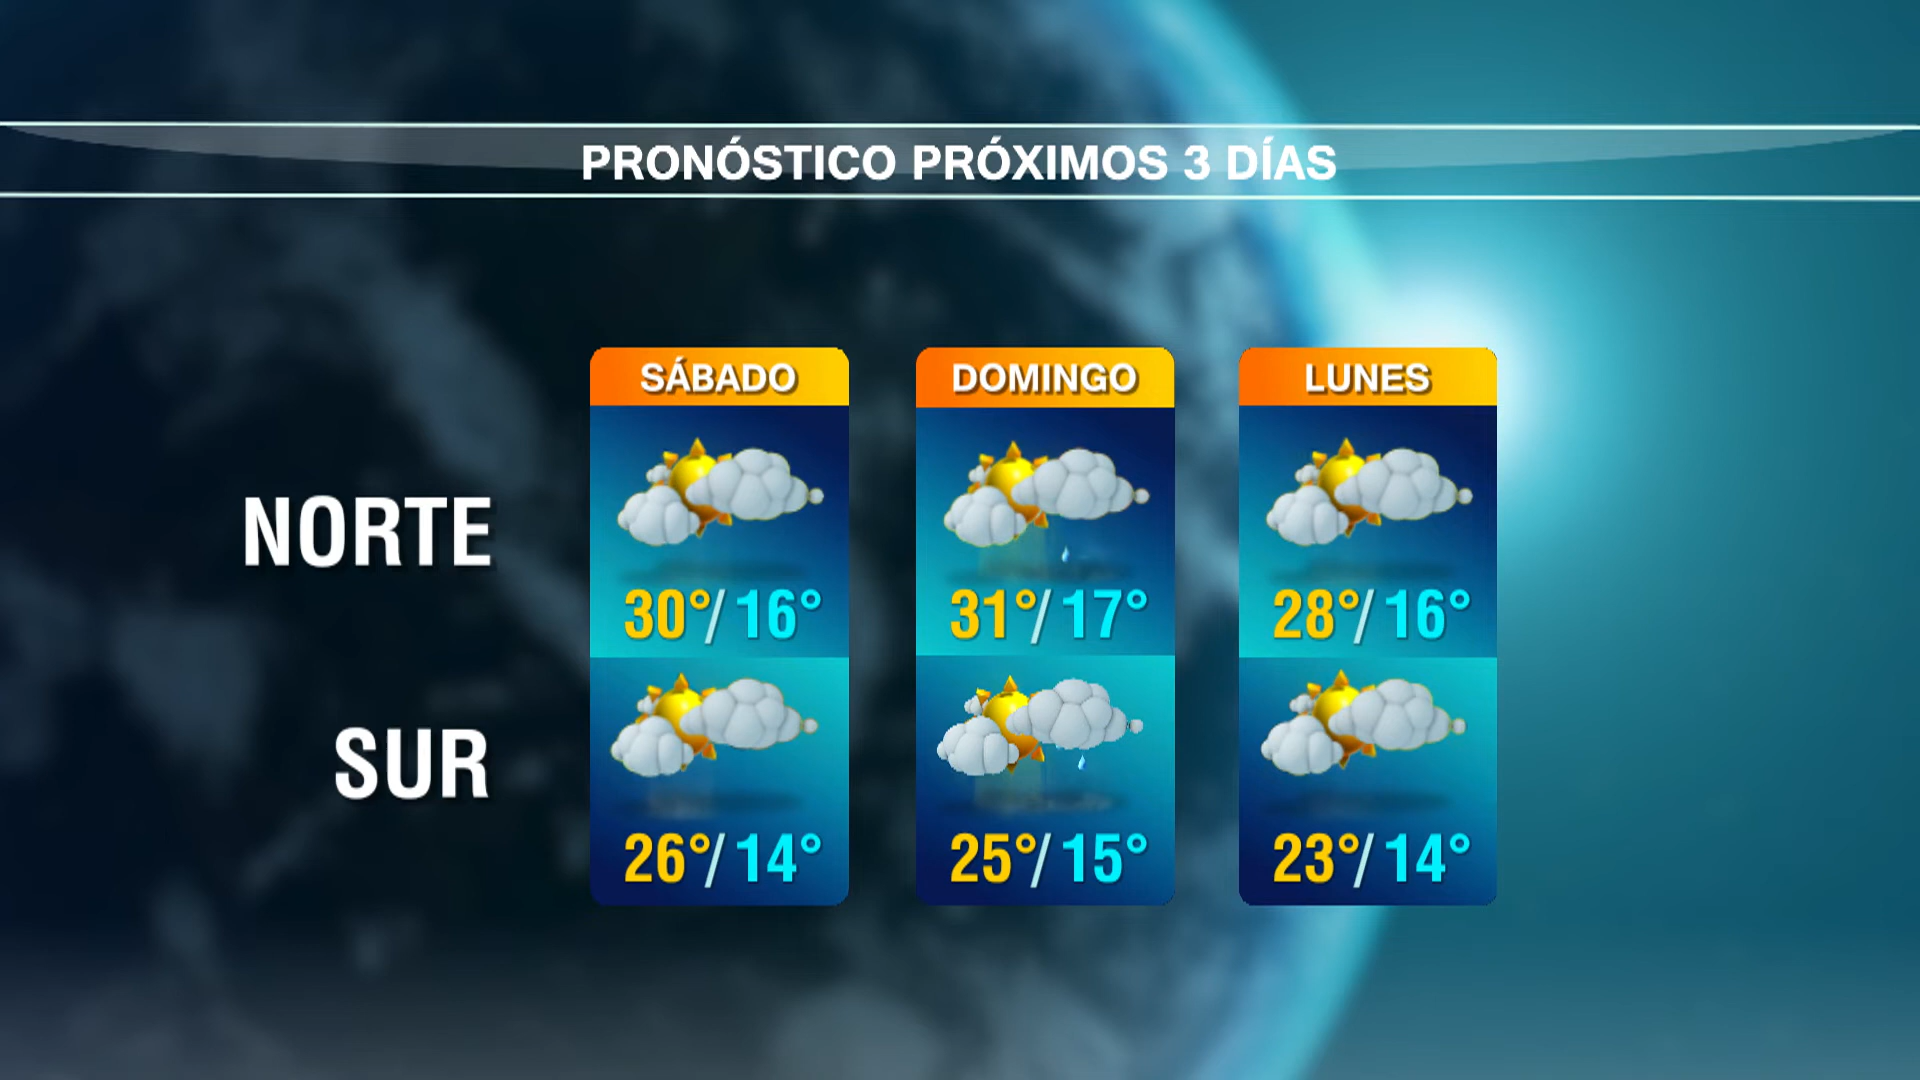 PRONÓSTICO PRÓXIMOS 3 DÍAS
SÁBADO DOMINGO LUNES
NORTE
30°/16° 31°/17° 28°/16°
SUR
26°/14° 25°/15° 23°/14°